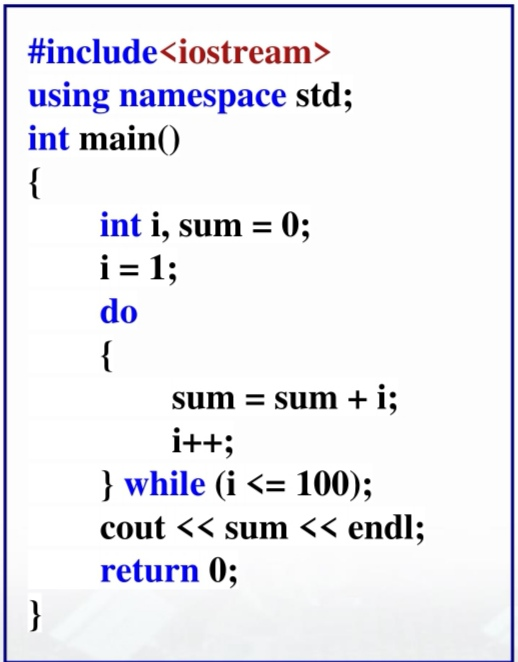 #include<iostream>
using namespace std;
int main()
{
int i, sum = 0;
i = 1;
do
{
sum = sum + i;
i++;
} while (i <= 100);
cout << sum << endl;
return 0;
}